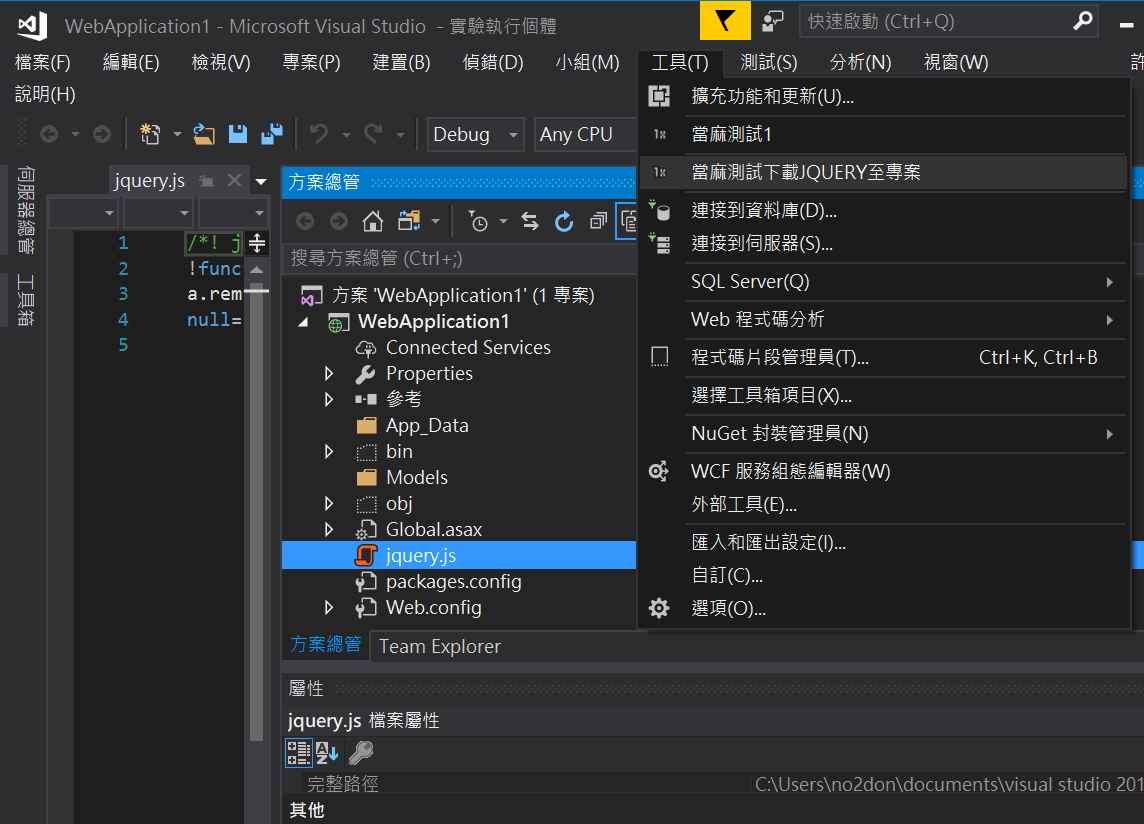 WebApplication1 - Microsoft Visual Studio - 實驗執行個體
快速啟動 (Ctrl+Q)
檔案(F) 編輯(E) 檢視(V) 專案(P) 建置(B) 偵錯(D) 小組(M) 工具(T) 測試(S) 分析(N) 視窗(W)
說明(H)
Debug Any CPU
伺服器總管
工具箱
jquery.js
1 /*! j
2 !func
3 a.rem
4 null=
5
方案總管
搜尋方案總管 (Ctrl+;)
方案 'WebApplication1' (1 專案)
WebApplication1
Connected Services
Properties
參考
App_Data
bin
Models
obj
Global.asax
jquery.js
packages.config
Web.config
方案總管 Team Explorer
屬性
jquery.js 檔案屬性
完整路徑 C:\Users\no2don\documents\visual studio 201
其他
擴充功能和更新(U)...
1x 當麻測試1
1x 當麻測試下載JQUERY至專案
連接到資料庫(D)...
連接到伺服器(S)...
SQL Server(Q)
Web 程式碼分析
程式碼片段管理員(T)... Ctrl+K, Ctrl+B
選擇工具箱項目(X)...
NuGet 封裝管理員(N)
WCF 服務組態編輯器(W)
外部工具(E)...
匯入和匯出設定(I)...
自訂(C)...
選項(O)...